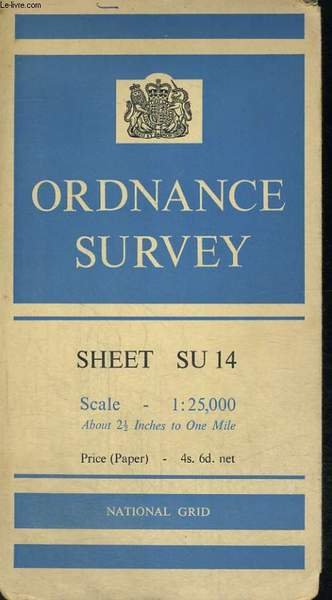 Le-livre.com
ORDNANCE
SURVEY
SHEET SU 14
Scale - 1:25,000
About 2½ Inches to One Mile
Price (Paper) - 4s. 6d. net
NATIONAL GRID